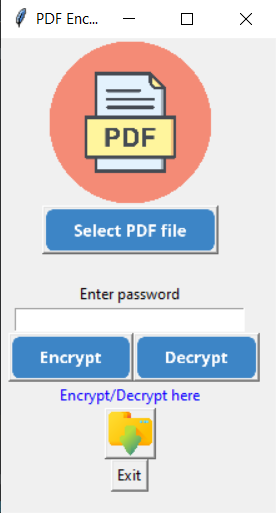 PDF Enc...
PDF
Select PDF file
Enter password
Encrypt Decrypt
Encrypt/Decrypt here
Exit